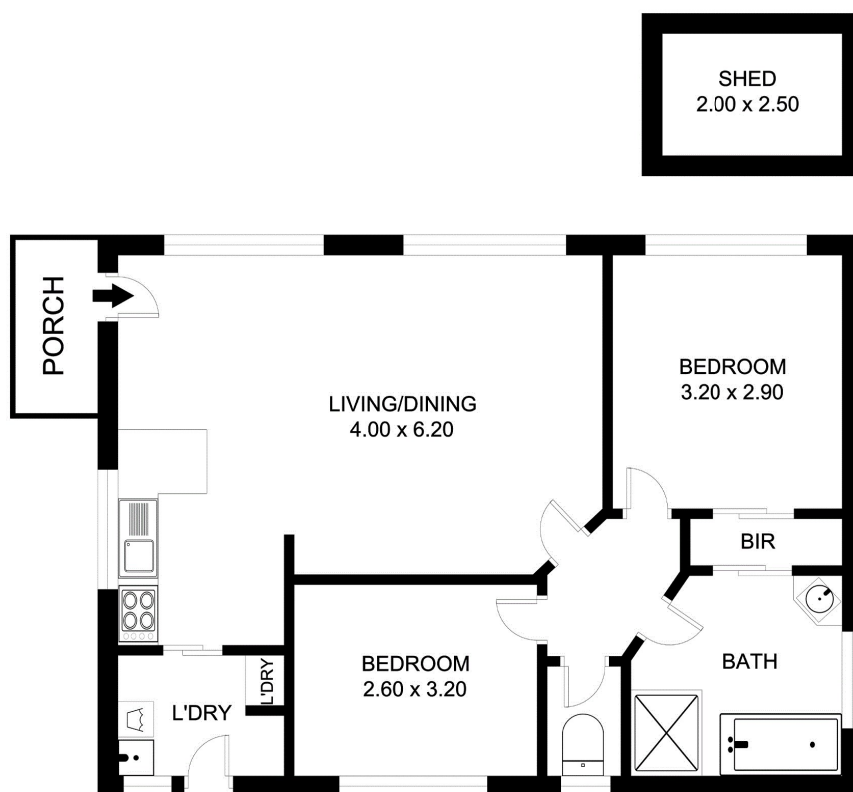 SHED
2.00 x 2.50
PORCH
LIVING/DINING
4.00 x 6.20
BEDROOM
3.20 x 2.90
BIR
BEDROOM
2.60 x 3.20
BATH
L'DRY
L'DRY